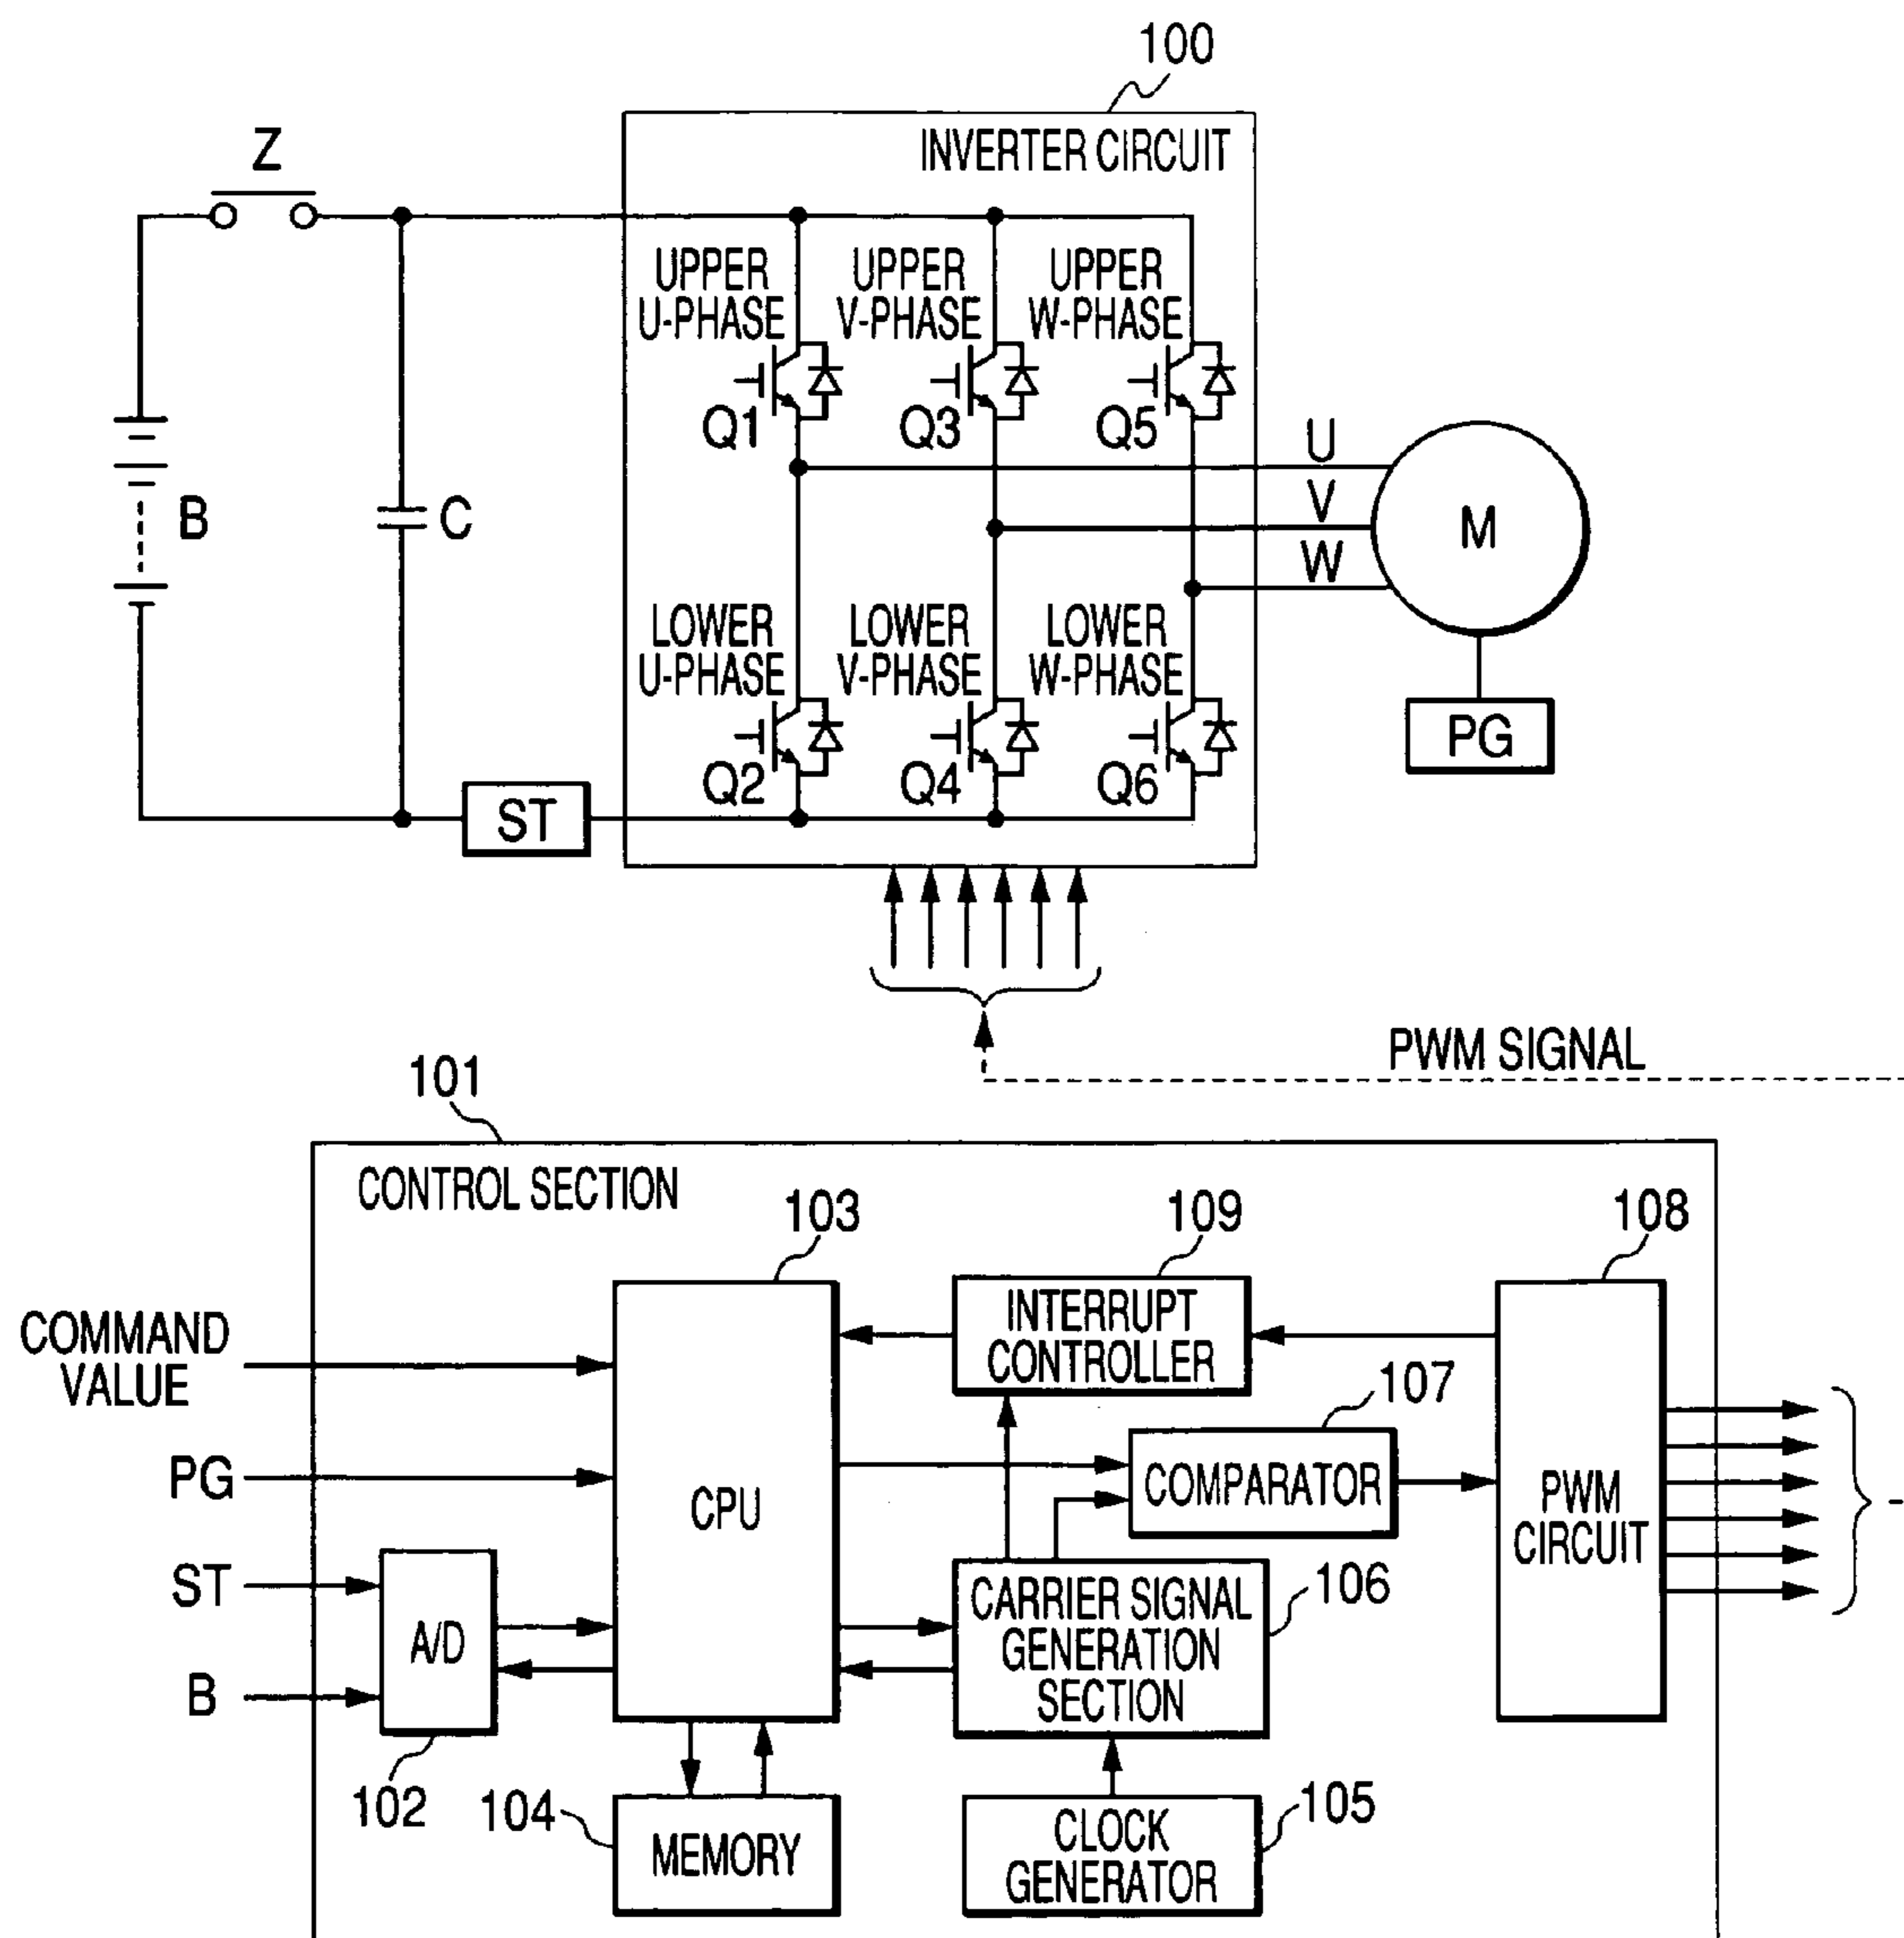 100
INVERTER CIRCUIT
Z
UPPER
U-PHASE
UPPER
V-PHASE
UPPER
W-PHASE
Q1
Q3
Q5
B
C
U
V
W
M
LOWER
U-PHASE
LOWER
V-PHASE
LOWER
W-PHASE
Q2
Q4
Q6
PG
ST
PWM SIGNAL
101
CONTROL SECTION
103
109
108
COMMAND
VALUE
INTERRUPT
CONTROLLER
107
PG
CPU
COMPARATOR
PWM
CIRCUIT
ST
A/D
CARRIER SIGNAL
GENERATION
SECTION
106
B
102
104
MEMORY
CLOCK
GENERATOR
105